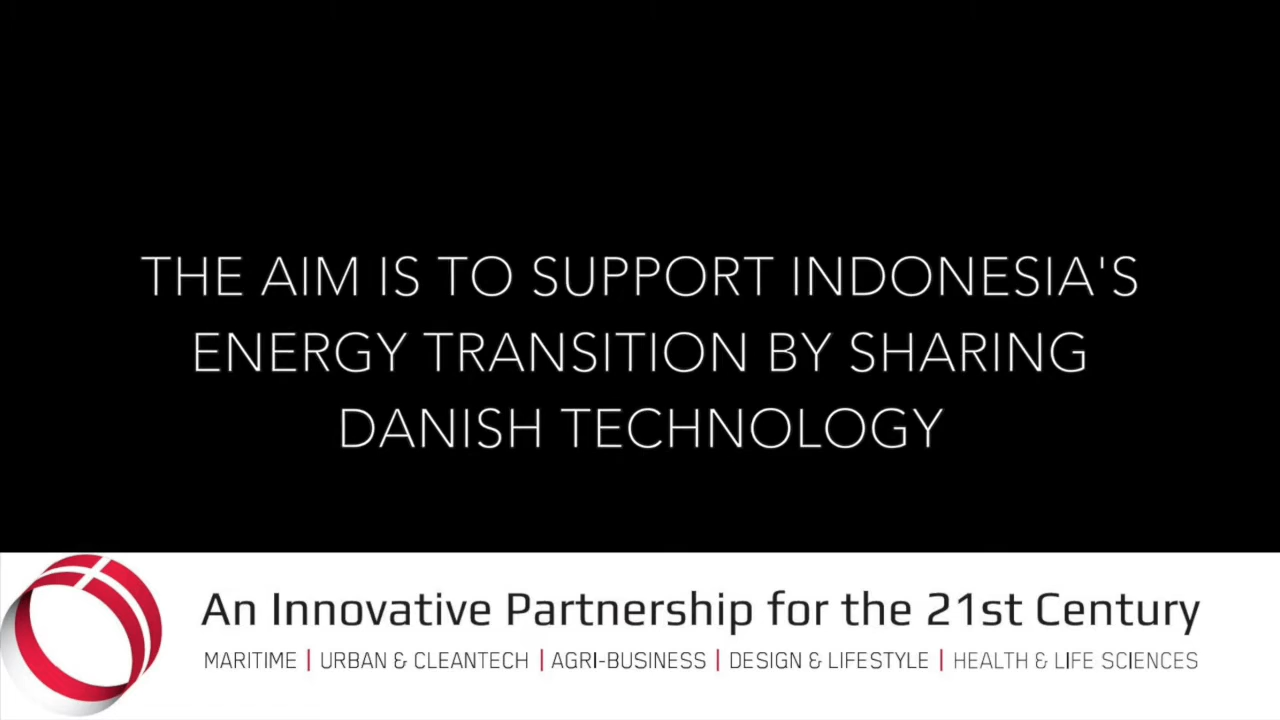 THE AIM IS TO SUPPORT INDONESIA'S
ENERGY TRANSITION BY SHARING
DANISH TECHNOLOGY
An Innovative Partnership for the 21st Century
MARITIME | URBAN & CLEANTECH | AGRI-BUSINESS | DESIGN & LIFESTYLE | HEALTH & LIFE SCIENCES